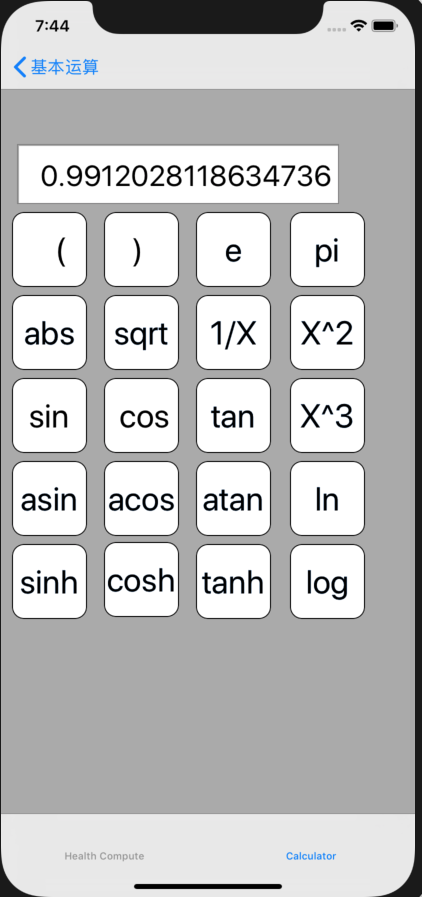 7:44
基本运算
0.9912028118634736
( ) e pi
abs sqrt 1/X X^2
sin cos tan X^3
asin acos atan ln
sinh cosh tanh log
Health Compute Calculator